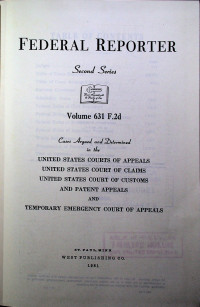 FEDERAL REPORTER
Second Series
Volume 631 F.2d
Cases Argued and Determined
in the
UNITED STATES COURTS OF APPEALS
UNITED STATES COURT OF CLAIMS
UNITED STATES COURT OF CUSTOMS
AND PATENT APPEALS
AND
TEMPORARY EMERGENCY COURT OF APPEALS
ST. PAUL, MINN.
WEST PUBLISHING CO.
1981